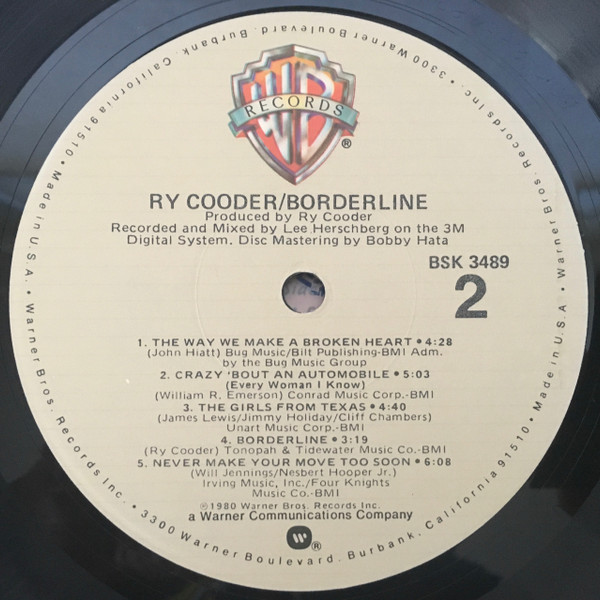 WB
RECORDS
®
RY COODER/BORDERLINE
Produced by Ry Cooder
Recorded and Mixed by Lee Herschberg on the 3M
Digital System. Disc Mastering by Bobby Hata
BSK 3489
2
1. THE WAY WE MAKE A BROKEN HEART • 4:28
(John Hiatt) Bug Music/Bilt Publishing-BMI Adm.
by the Bug Music Group
2. CRAZY 'BOUT AN AUTOMOBILE • 5:03
(Every Woman I Know)
(William R. Emerson) Conrad Music Corp.-BMI
3. THE GIRLS FROM TEXAS • 4:40
(James Lewis/Jimmy Holiday/Cliff Chambers)
Unart Music Corp.-BMI
4. BORDERLINE • 3:19
(Ry Cooder) Tonopah & Tidewater Music Co.-BMI
5. NEVER MAKE YOUR MOVE TOO SOON • 6:08
(Will Jennings/Nesbert Hooper Jr.)
Irving Music, Inc./Four Knights
Music Co.-BMI
℗1980 Warner Bros. Records Inc.
a Warner Communications Company
W®
Warner Bros. Records Inc. • 3300 Warner Boulevard, Burbank, California 91510 • Made in U.S.A. •
Warner Bros. Records Inc. • 3300 Warner Boulevard, Burbank, California 91510 • Made in U.S.A •